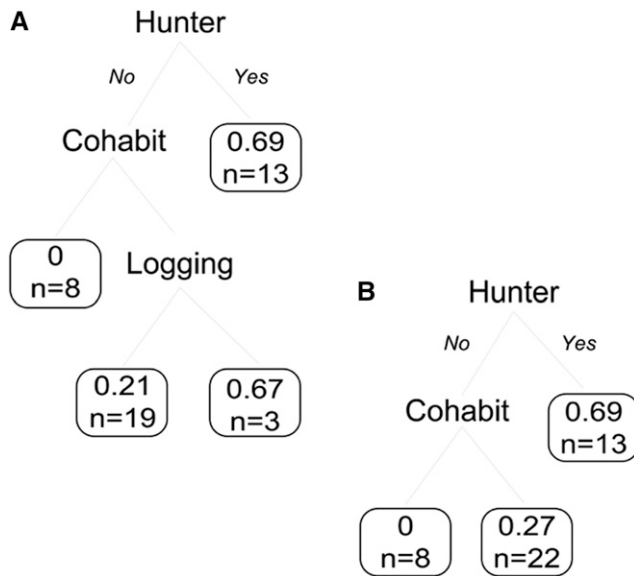 A
Hunter
No
Yes
Cohabit
0.69
n=13
0
n=8
Logging
0.21
n=19
0.67
n=3
B
Hunter
No
Yes
Cohabit
0.69
n=13
0
n=8
0.27
n=22